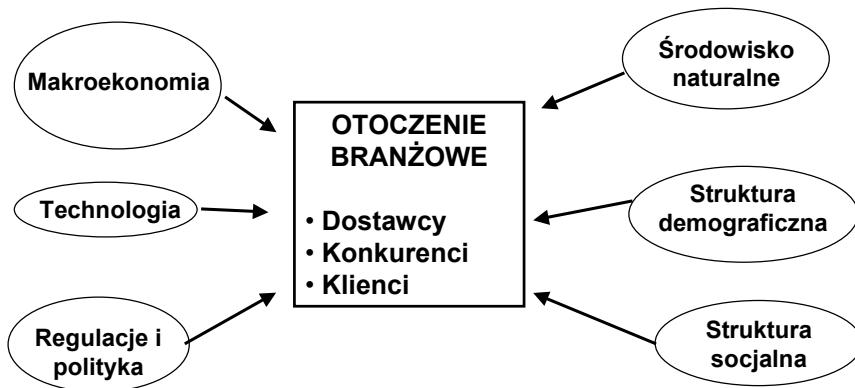 Makroekonomia
Technologia
Regulacje i
polityka
OTOCZENIE
BRANŻOWE
• Dostawcy
• Konkurenci
• Klienci
Środowisko
naturalne
Struktura
demograficzna
Struktura
socjalna